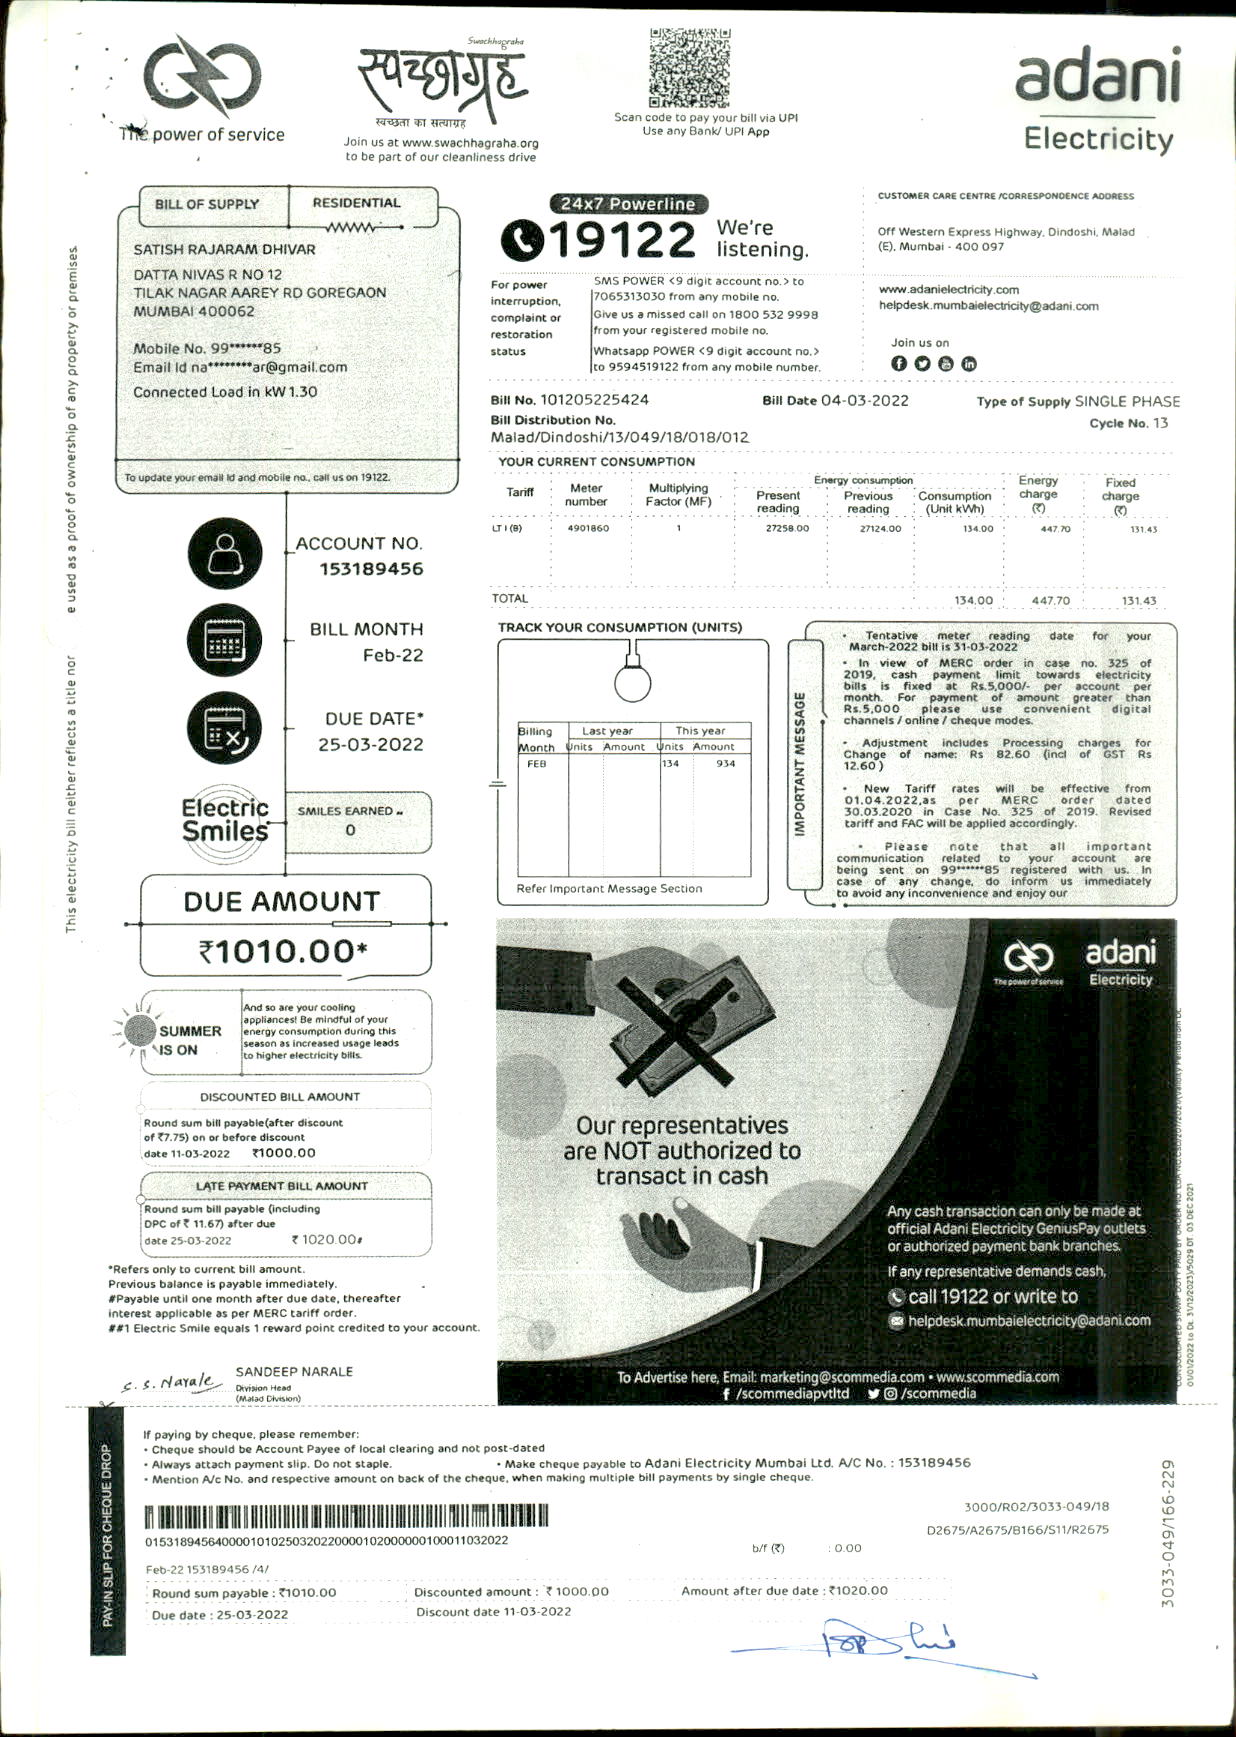 The power of service
Swachhagraha
स्वच्छाग्रह
स्वच्छता का सत्याग्रह
Join us at www.swachhagraha.org
to be part of our cleanliness drive
Scan code to pay your bill via UPI
Use any Bank/ UPI App
adani
Electricity
BILL OF SUPPLY
RESIDENTIAL
SATISH RAJARAM DHIVAR
DATTA NIVAS R NO 12
TILAK NAGAR AAREY RD GOREGAON
MUMBAI 400062
Mobile No. 99******85
Email Id na********ar@gmail.com
Connected Load in kW 1.30
To update your email Id and mobile no., call us on 19122.
24x7 Powerline
19122 We're listening.
For power
interruption,
complaint or
restoration
status
SMS POWER <9 digit account no.> to
7065313030 from any mobile no.
Give us a missed call on 1800 532 9998
from your registered mobile no.
Whatsapp POWER <9 digit account no.>
to 9594519122 from any mobile number.
CUSTOMER CARE CENTRE /CORRESPONDENCE ADDRESS
Off Western Express Highway, Dindoshi, Malad
(E), Mumbai - 400 097
www.adanielectricity.com
helpdesk.mumbaielectricity@adani.com
Join us on
Bill No. 101205225424 Bill Date 04-03-2022 Type of Supply SINGLE PHASE
Bill Distribution No. Cycle No. 13
Malad/Dindoshi/13/049/18/018/012
YOUR CURRENT CONSUMPTION
Tariff Meter number Multiplying Factor (MF) Energy consumption Present reading Previous reading Consumption (Unit kWh) Energy charge (₹) Fixed charge (₹)
LT I (B) 4901860 1 27258.00 27124.00 134.00 447.70 131.43
TOTAL 134.00 447.70 131.43
ACCOUNT NO.
153189456
BILL MONTH
Feb-22
DUE DATE*
25-03-2022
Electric
Smiles
SMILES EARNED
0
DUE AMOUNT
₹1010.00*
SUMMER
IS ON
And so are your cooling
appliances! Be mindful of your
energy consumption during this
season as increased usage leads
to higher electricity bills.
DISCOUNTED BILL AMOUNT
Round sum bill payable(after discount
of ₹7.75) on or before discount
date 11-03-2022 ₹1000.00
LATE PAYMENT BILL AMOUNT
Round sum bill payable (including
DPC of ₹ 11.67) after due
date 25-03-2022 ₹ 1020.00#
*Refers only to current bill amount.
Previous balance is payable immediately.
#Payable until one month after due date, thereafter
interest applicable as per MERC tariff order.
##1 Electric Smile equals 1 reward point credited to your account.
S. S. Narale
SANDEEP NARALE
Division Head
(Malad Division)
TRACK YOUR CONSUMPTION (UNITS)
Billing Month Last year Units Amount This year Units Amount
FEB 134 934
Refer Important Message Section
IMPORTANT MESSAGE
• Tentative meter reading date for your
March-2022 bill is 31-03-2022
• In view of MERC order in case no. 325 of
2019, cash payment limit towards electricity
bills is fixed at Rs.5,000/- per account per
month. For payment of amount greater than
Rs.5,000 please use convenient digital
channels / online / cheque modes.
• Adjustment includes Processing charges for
Change of name: Rs 82.60 (incl of GST Rs
12.60 )
• New Tariff rates will be effective from
01.04.2022,as per MERC order dated
30.03.2020 in Case No. 325 of 2019. Revised
tariff and FAC will be applied accordingly.
• Please note that all important
communication related to your account are
being sent on 99******85 registered with us. In
case of any change, do inform us immediately
to avoid any inconvenience and enjoy our
The power of service
adani
Electricity
Our representatives
are NOT authorized to
transact in cash
Any cash transaction can only be made at
official Adani Electricity GeniusPay outlets
or authorized payment bank branches.
If any representative demands cash,
call 19122 or write to
helpdesk.mumbaielectricity@adani.com
To Advertise here, Email: marketing@scommedia.com • www.scommedia.com
/scommediapvtltd /scommedia
This electricity bill neither reflects a title nor
e used as a proof of ownership of any property or premises.
01/01/2022 to Dt. 31/12/2023)/5029 DT. 03 DEC 2021
PAY-IN SLIP FOR CHEQUE DROP
If paying by cheque, please remember:
• Cheque should be Account Payee of local clearing and not post-dated
• Always attach payment slip. Do not staple. • Make cheque payable to Adani Electricity Mumbai Ltd. A/C No. : 153189456
• Mention A/c No. and respective amount on back of the cheque, when making multiple bill payments by single cheque.
3000/R02/3033-049/18
D2675/A2675/B166/S11/R2675
b/f (₹) : 0.00
Feb-22 153189456 /4/
Round sum payable : ₹1010.00 Discounted amount : ₹ 1000.00 Amount after due date : ₹1020.00
Due date : 25-03-2022 Discount date 11-03-2022
3033-049/166-229